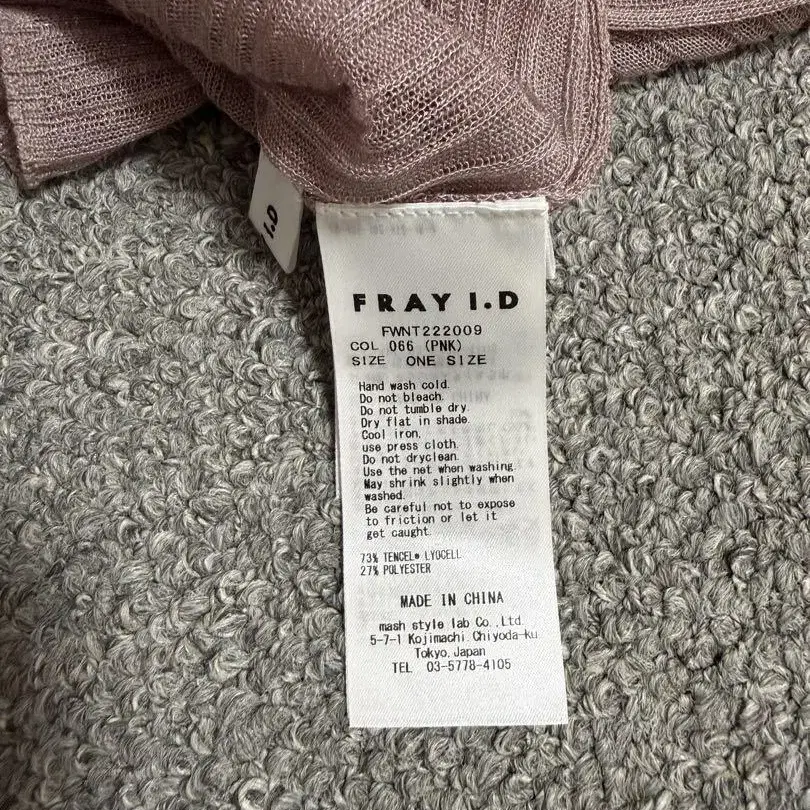 I.D
FRAY I.D
FWNT222009
COL 066 (PNK)
SIZE ONE SIZE
Hand wash cold.
Do not bleach.
Do not tumble dry.
Dry flat in shade.
Cool iron.
use press cloth.
Do not dryclean.
Use the net when washing.
May shrink slightly when
washed.
Be careful not to expose
to friction or let it
get caught.
73% TENCEL® LYOCELL
27% POLYESTER
MADE IN CHINA
mash style lab Co.,Ltd.
5-7-1 Kojimachi.Chiyoda-ku
Tokyo,Japan
TEL 03-5778-4105